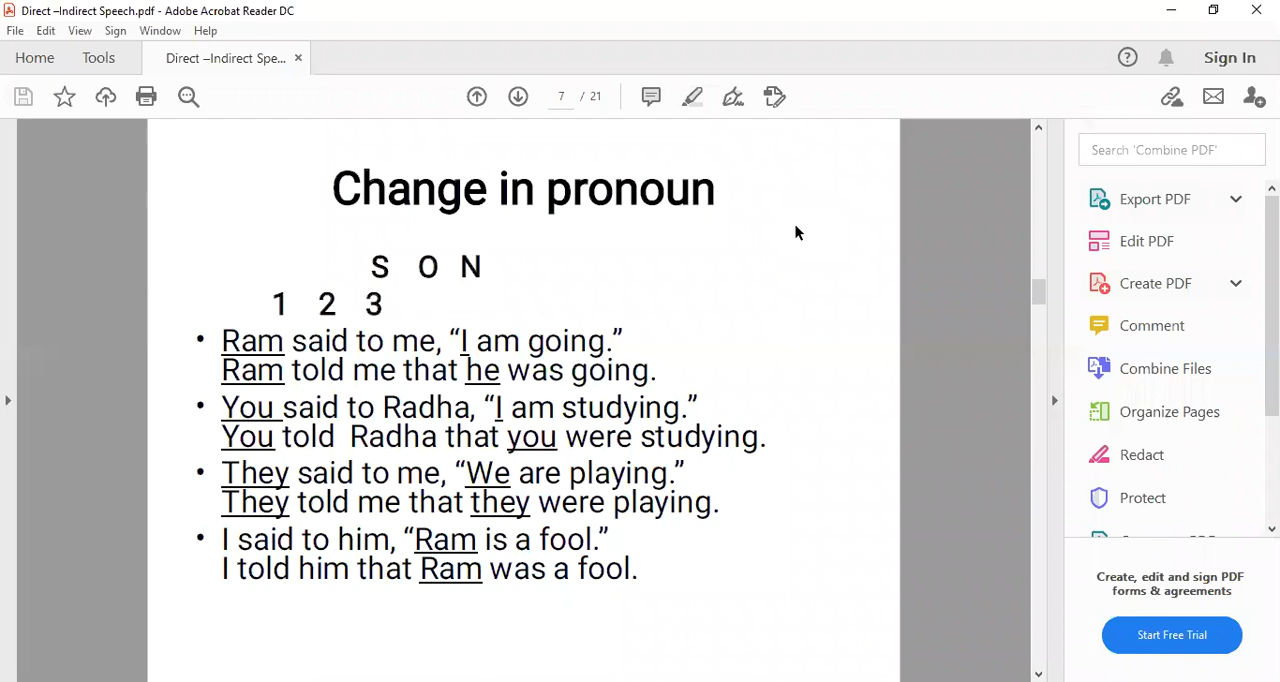 Direct –Indirect Speech.pdf - Adobe Acrobat Reader DC
File Edit View Sign Window Help
Home Tools Direct –Indirect Spe... × Sign In
7 / 21
Search 'Combine PDF'
Change in pronoun
S O N
1 2 3
• Ram said to me, “I am going.”
Ram told me that he was going.
• You said to Radha, “I am studying.”
You told Radha that you were studying.
• They said to me, “We are playing.”
They told me that they were playing.
• I said to him, “Ram is a fool.”
I told him that Ram was a fool.
Export PDF
Edit PDF
Create PDF
Comment
Combine Files
Organize Pages
Redact
Protect
Create, edit and sign PDF
forms & agreements
Start Free Trial